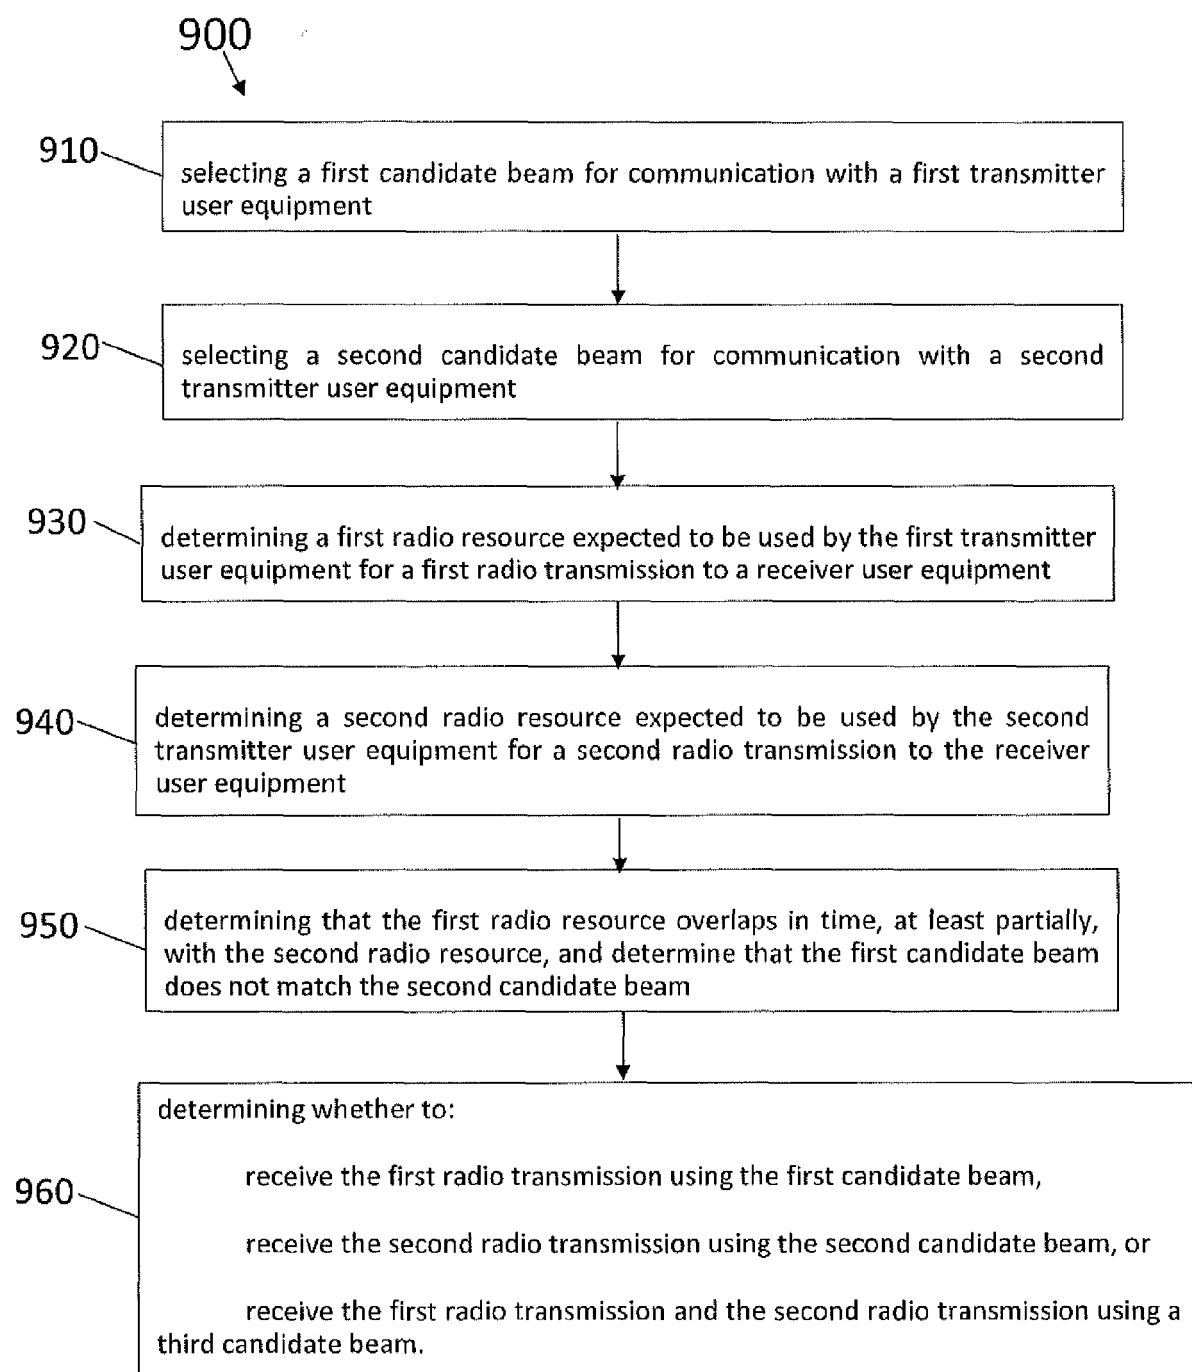 900
910
selecting a first candidate beam for communication with a first transmitter
user equipment
920
selecting a second candidate beam for communication with a second
transmitter user equipment
930
determining a first radio resource expected to be used by the first transmitter
user equipment for a first radio transmission to a receiver user equipment
940
determining a second radio resource expected to be used by the second
transmitter user equipment for a second radio transmission to the receiver
user equipment
950
determining that the first radio resource overlaps in time, at least partially,
with the second radio resource, and determine that the first candidate beam
does not match the second candidate beam
960
determining whether to:
receive the first radio transmission using the first candidate beam,
receive the second radio transmission using the second candidate beam, or
receive the first radio transmission and the second radio transmission using a
third candidate beam.